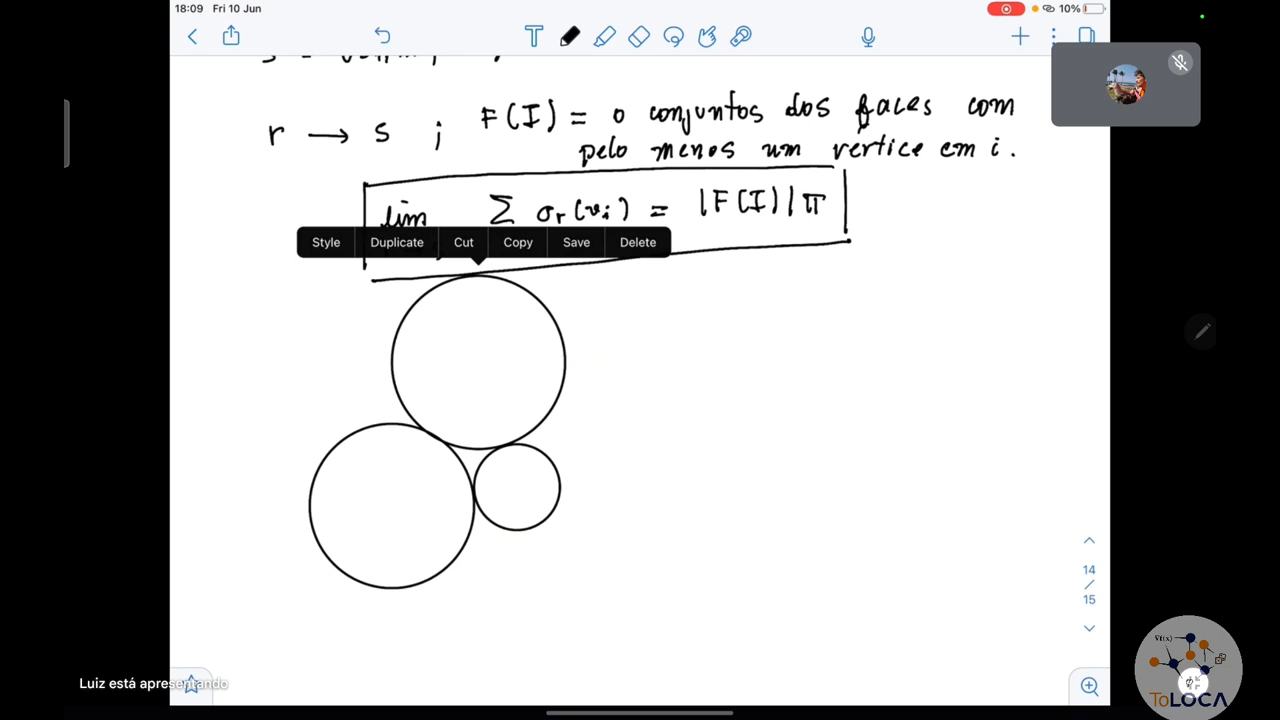 18:09 Fri 10 Jun
10%
T
r → s ; F(I) = o conjuntos dos faces com
pelo menos um vertice em i.
lim Σ σr(vi) = |F(I)| π
Style Duplicate Cut Copy Save Delete
14
/
15
Luiz está apresentando
∇f(x)
ToLOCA